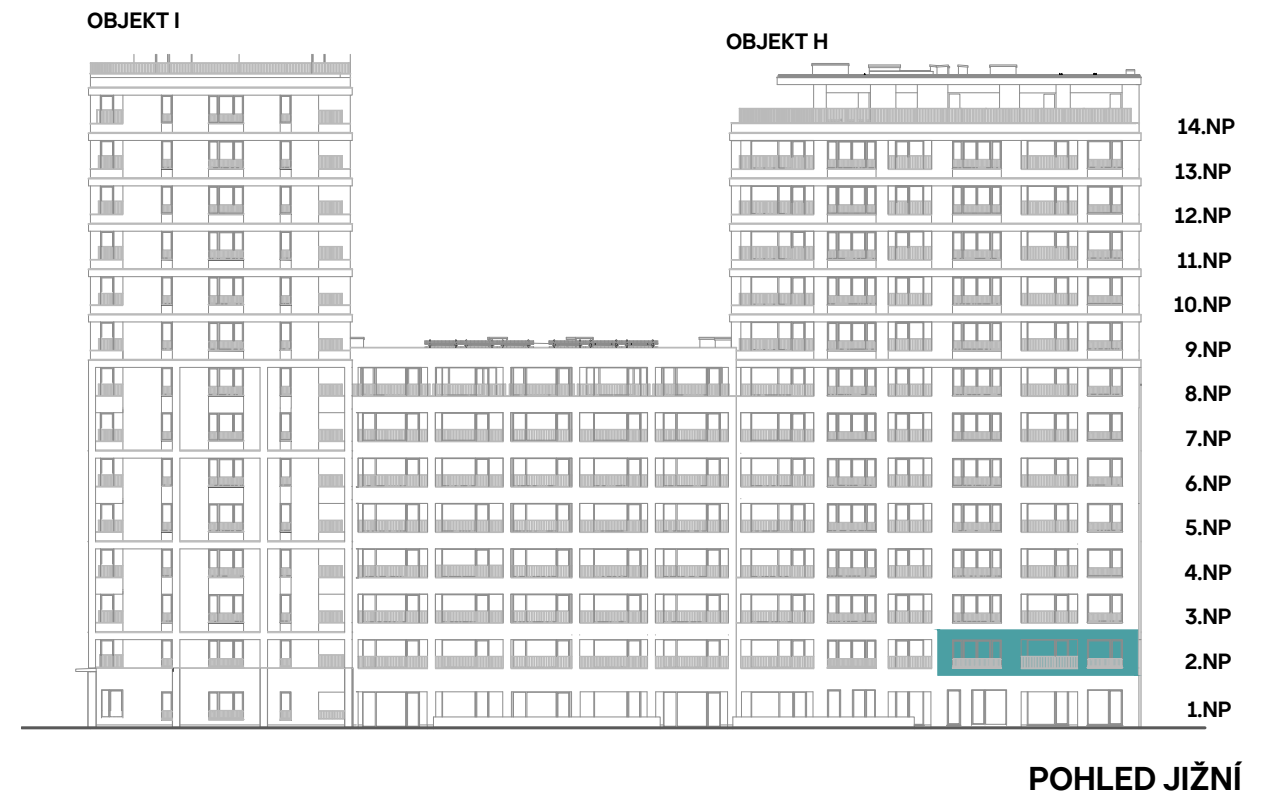 OBJEKT I
OBJEKT H
14.NP
13.NP
12.NP
11.NP
10.NP
9.NP
8.NP
7.NP
6.NP
5.NP
4.NP
3.NP
2.NP
1.NP
POHLED JIŽNÍ